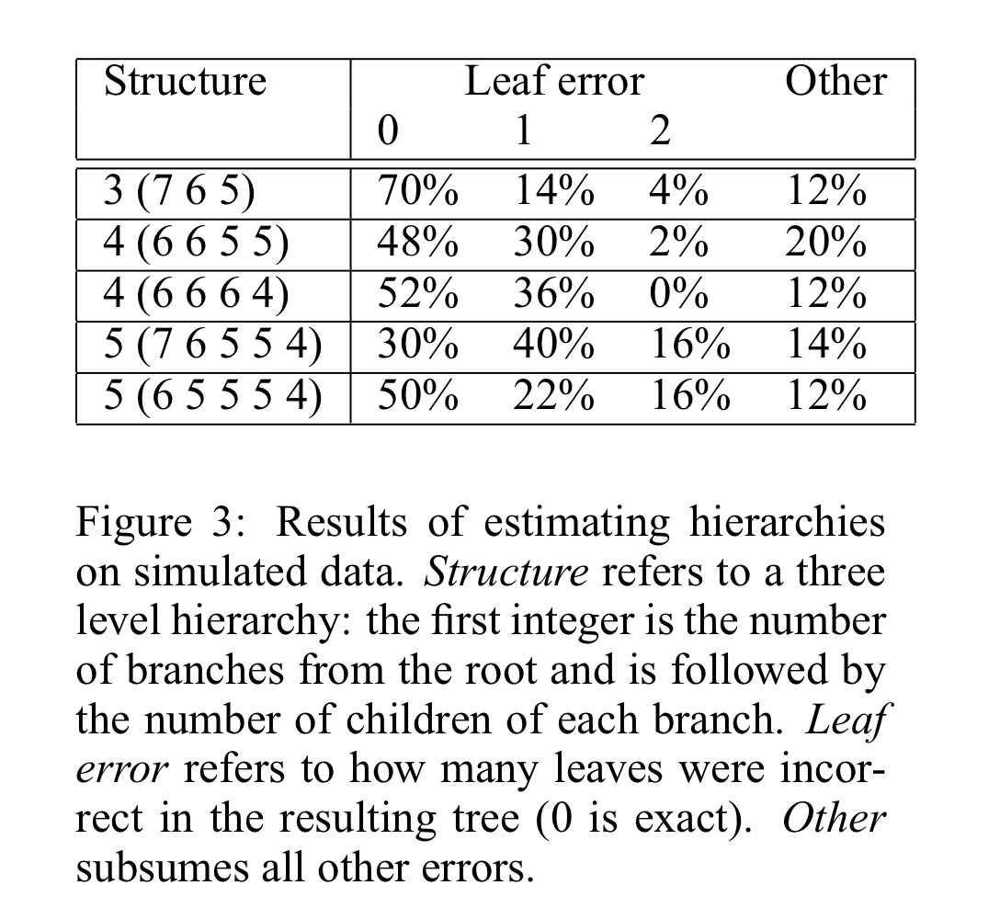 Structure Leaf error Other
0 1 2
3 (7 6 5) 70% 14% 4% 12%
4 (6 6 5 5) 48% 30% 2% 20%
4 (6 6 6 4) 52% 36% 0% 12%
5 (7 6 5 5 4) 30% 40% 16% 14%
5 (6 5 5 5 4) 50% 22% 16% 12%
Figure 3: Results of estimating hierarchies
on simulated data. Structure refers to a three
level hierarchy: the first integer is the number
of branches from the root and is followed by
the number of children of each branch. Leaf
error refers to how many leaves were incor-
rect in the resulting tree (0 is exact). Other
subsumes all other errors.